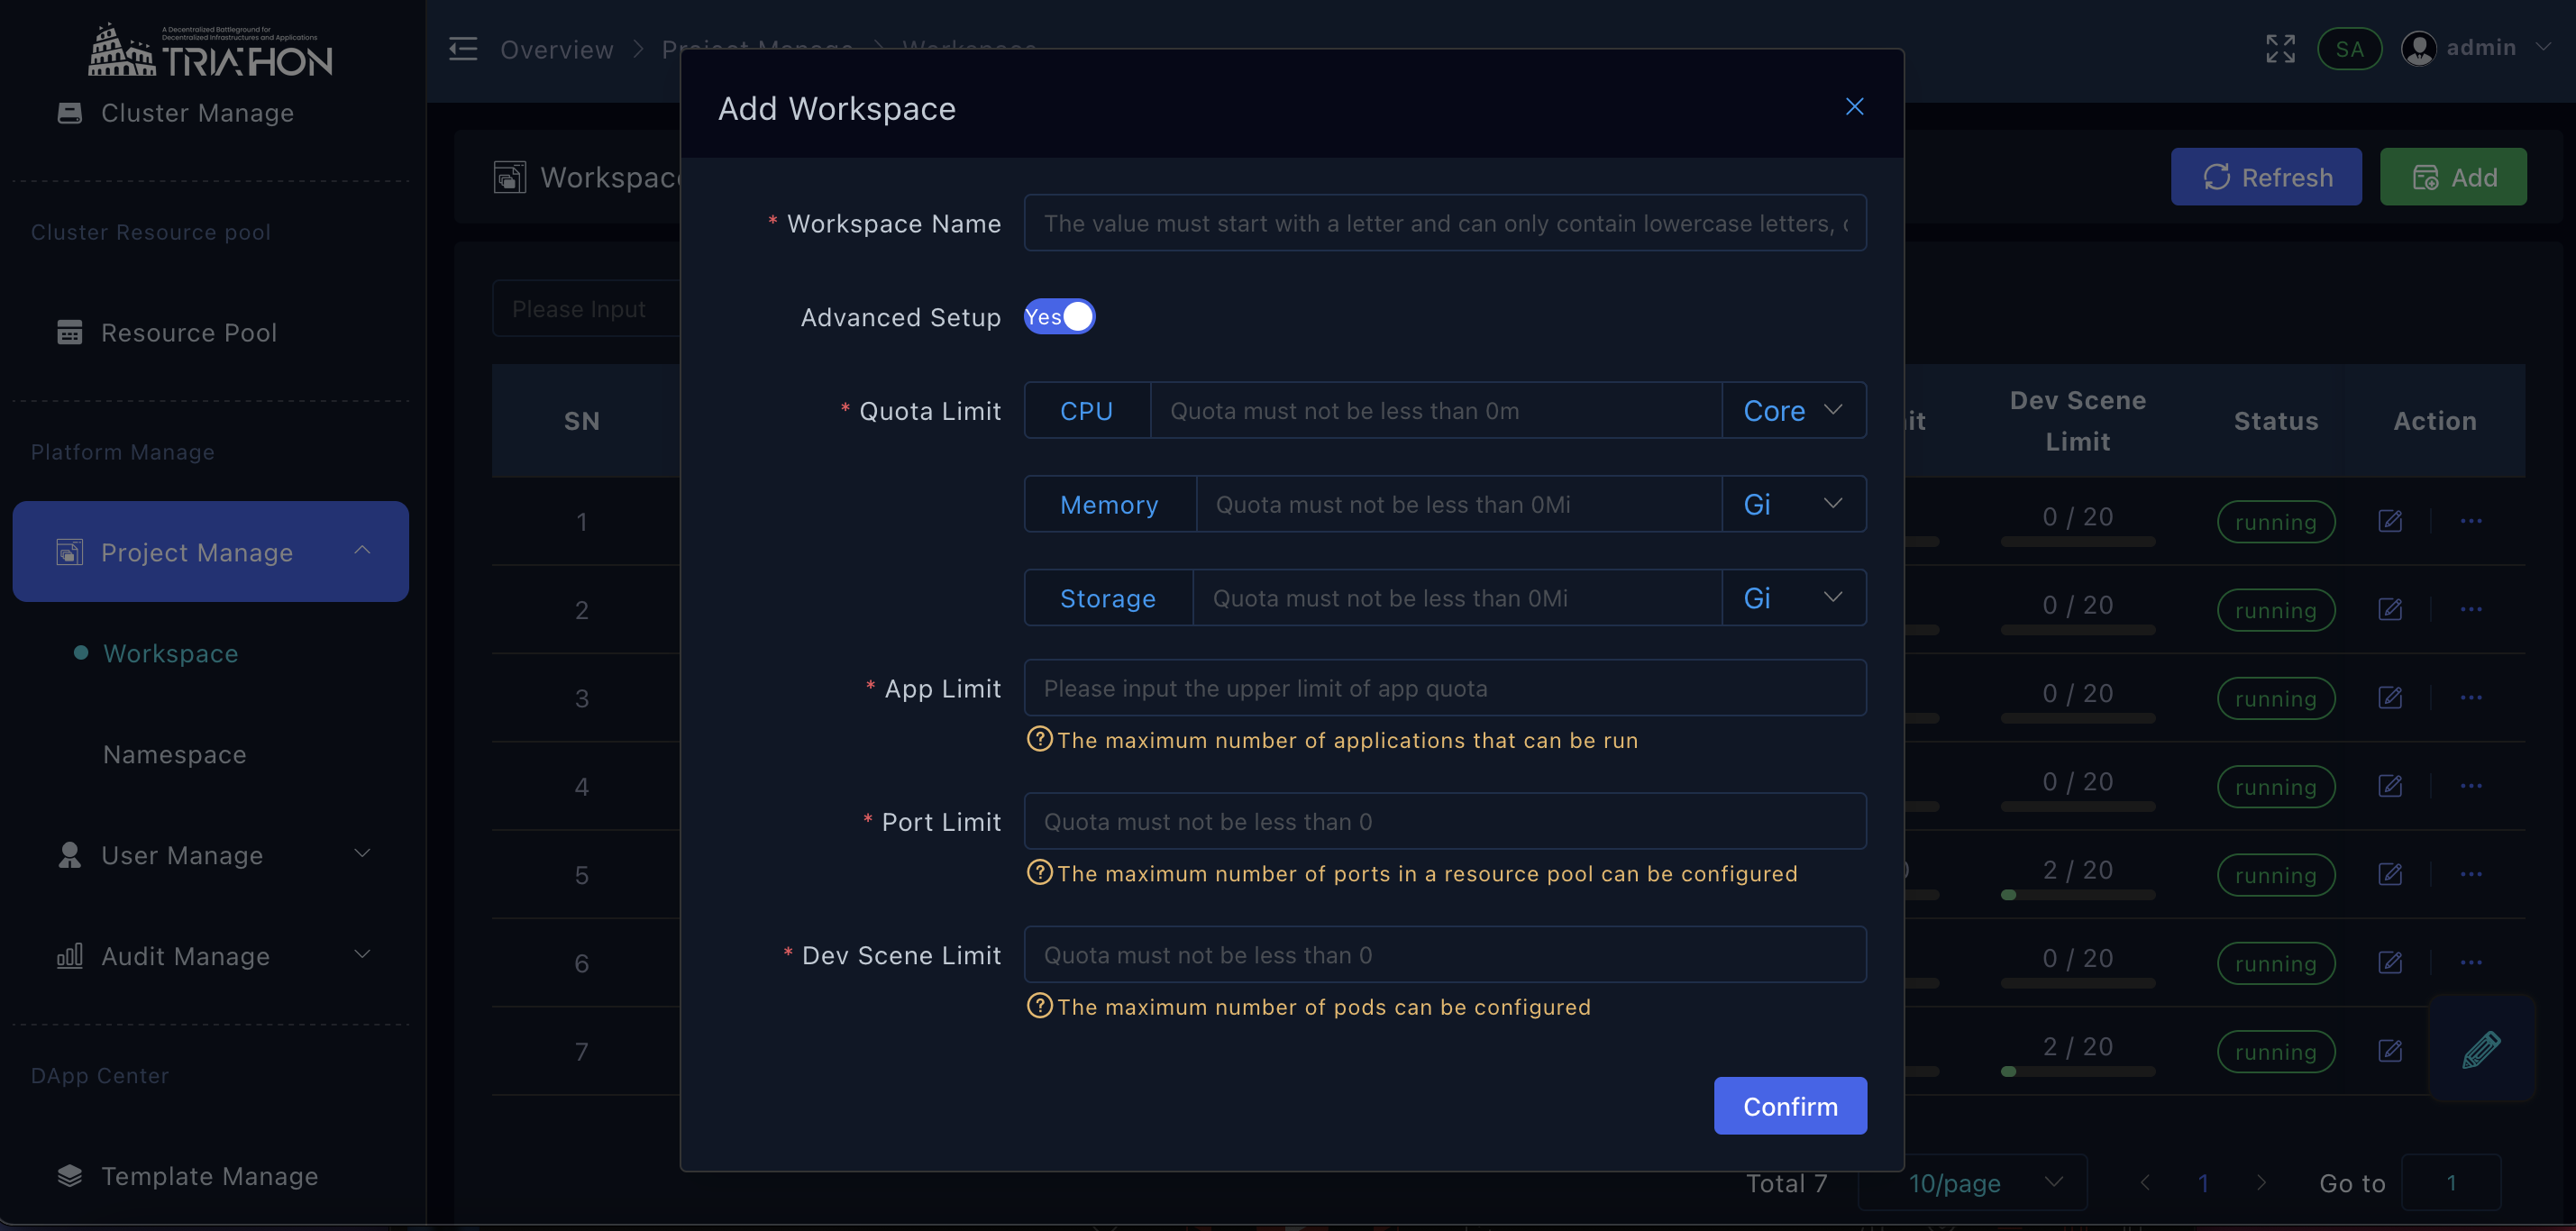 A Decentralized Battleground for
Decentralized Infrastructures and Applications
TRIATHON
Cluster Manage
Cluster Resource pool
Resource Pool
Platform Manage
Project Manage
Workspace
Namespace
User Manage
Audit Manage
DApp Center
Template Manage
Overview > Project Manage > Workspace
SA
admin
Workspac
Refresh
Add
Please Input
SN
it
Dev Scene
Limit
Status
Action
1
0 / 20
running
2
0 / 20
running
3
0 / 20
running
4
0 / 20
running
5
2 / 20
running
6
0 / 20
running
7
2 / 20
running
Total 7
10/page
1
Go to
1
Add Workspace
* Workspace Name
The value must start with a letter and can only contain lowercase letters,
Advanced Setup
Yes
* Quota Limit
CPU
Quota must not be less than 0m
Core
Memory
Quota must not be less than 0Mi
Gi
Storage
Quota must not be less than 0Mi
Gi
* App Limit
Please input the upper limit of app quota
The maximum number of applications that can be run
* Port Limit
Quota must not be less than 0
The maximum number of ports in a resource pool can be configured
* Dev Scene Limit
Quota must not be less than 0
The maximum number of pods can be configured
Confirm